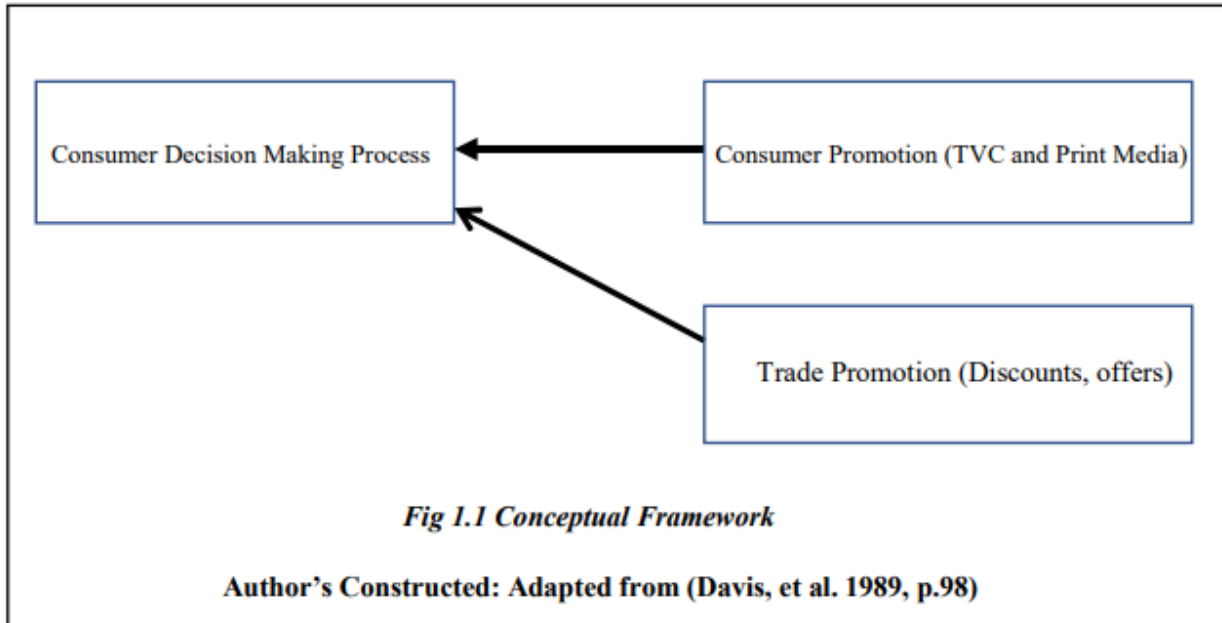 Consumer Decision Making Process
Consumer Promotion (TVC and Print Media)
Trade Promotion (Discounts, offers)
Fig 1.1 Conceptual Framework
Author’s Constructed: Adapted from (Davis, et al. 1989, p.98)